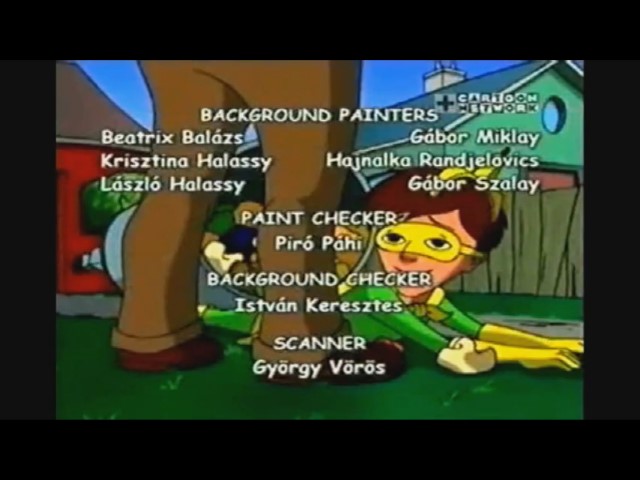 CARTOON
NETWORK
BACKGROUND PAINTERS
Beatrix Balázs Gábor Miklay
Krisztina Halassy Hajnalka Randjelovics
László Halassy Gábor Szalay
PAINT CHECKER
Piró Páhi
BACKGROUND CHECKER
István Keresztes
SCANNER
György Vörös